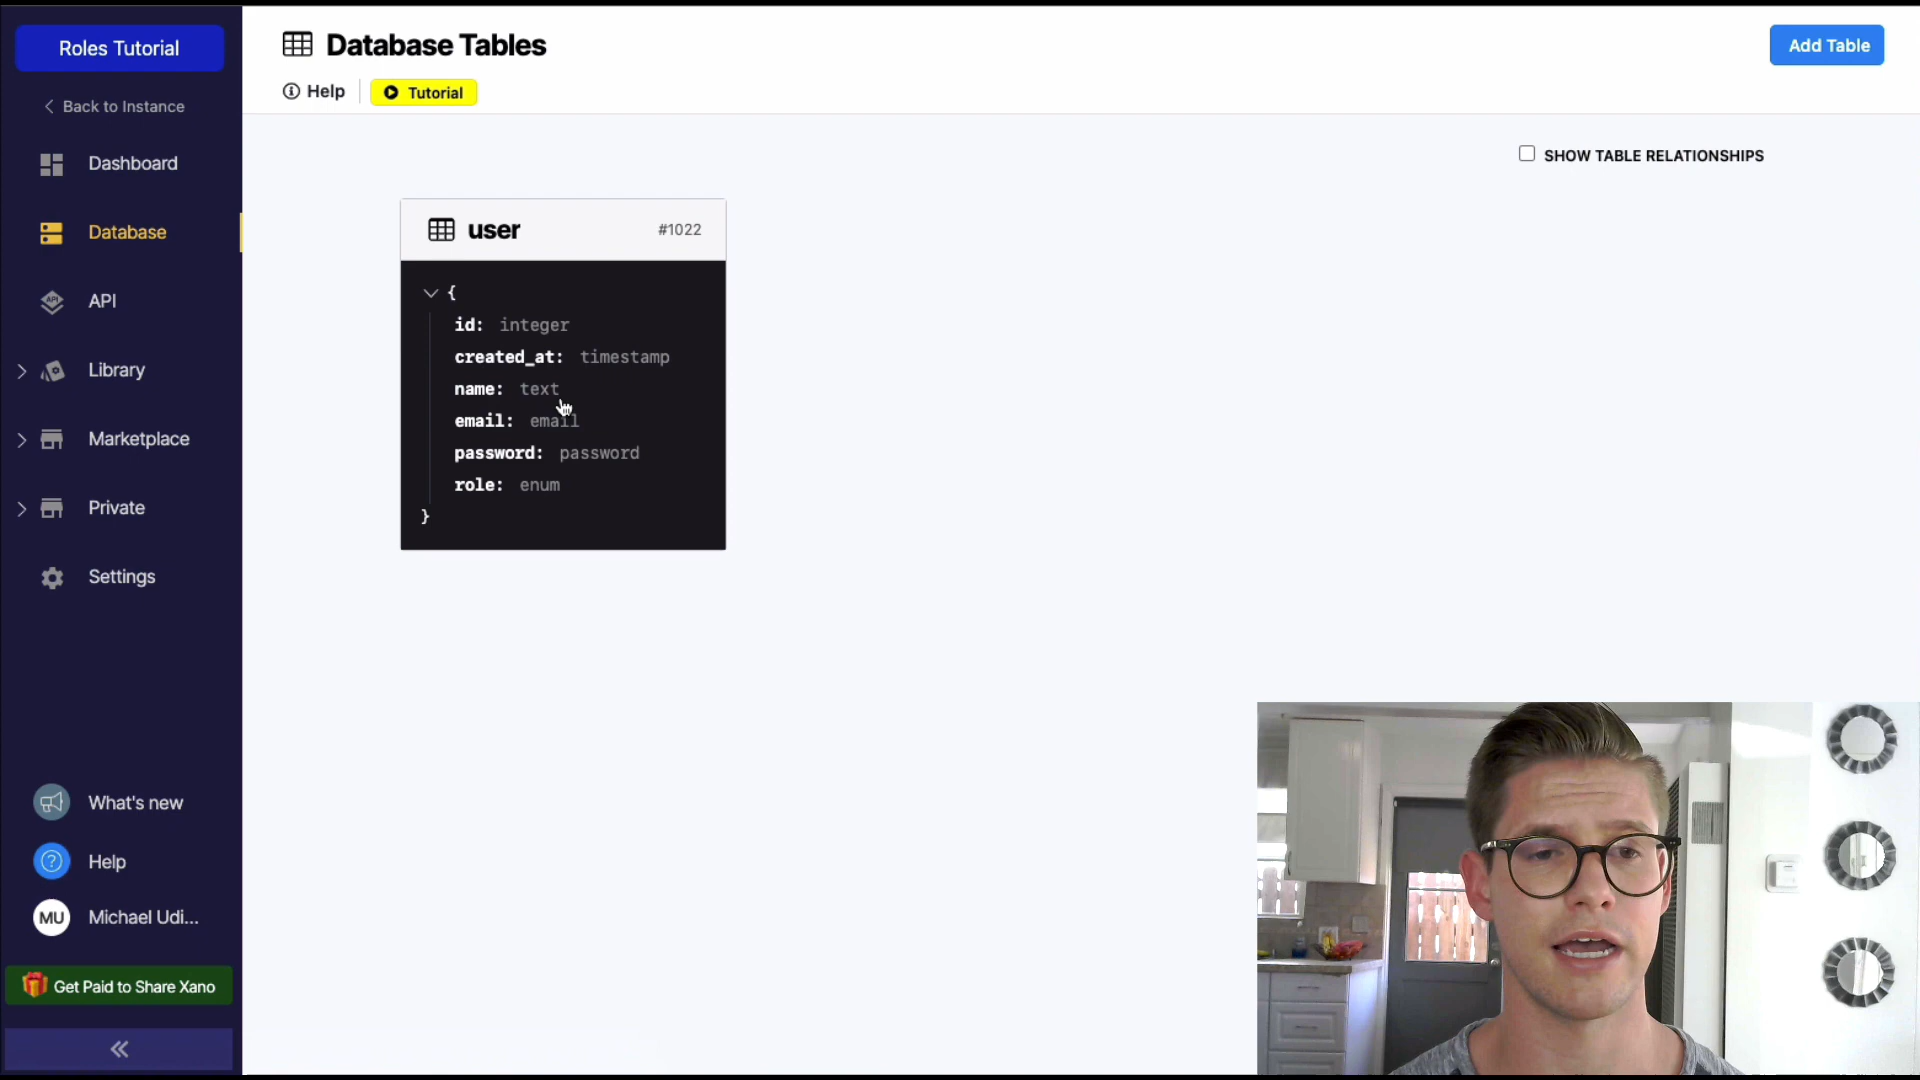 Roles Tutorial
Back to Instance
Dashboard
Database
API
Library
Marketplace
Private
Settings
What's new
Help
MU Michael Udi...
Get Paid to Share Xano
Database Tables
Add Table
Help
Tutorial
SHOW TABLE RELATIONSHIPS
user #1022
{
id: integer
created_at: timestamp
name: text
email: email
password: password
role: enum
}